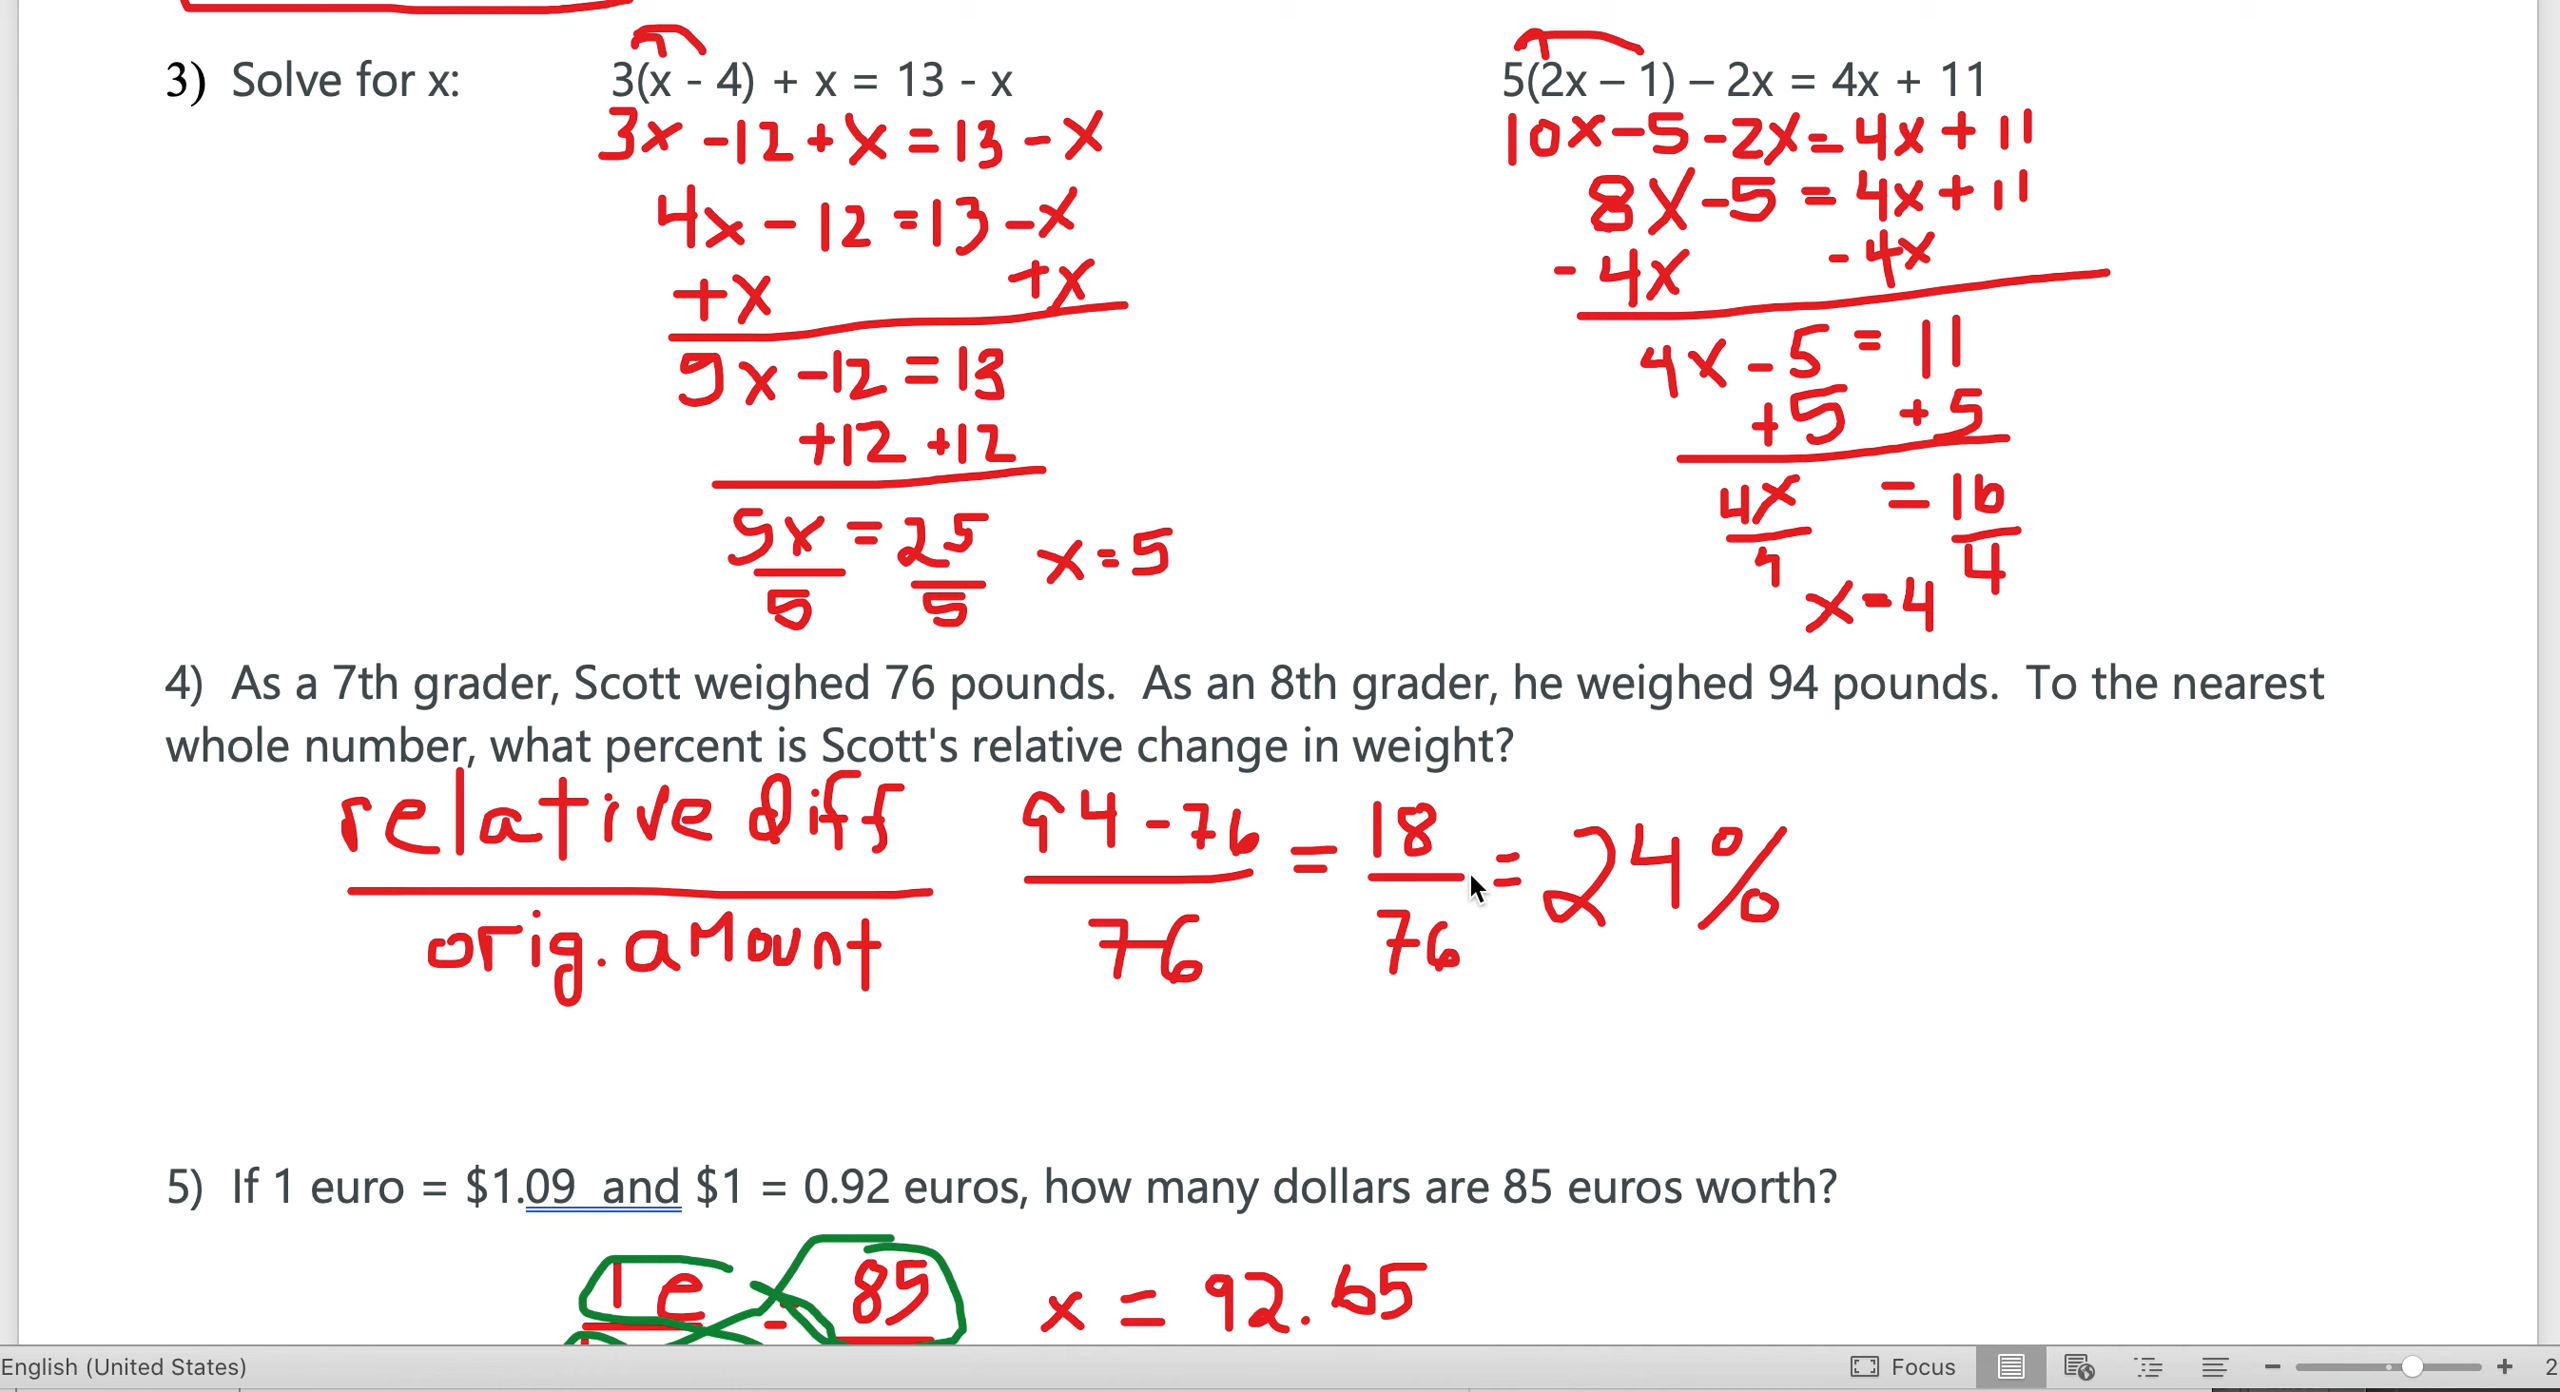 3) Solve for x: 3(x - 4) + x = 13 - x
3x -12 + x = 13 - x
4x - 12 = 13 - x
+x +x
5x -12 = 13
+12 +12
5x = 25 x = 5
5 5
5(2x – 1) – 2x = 4x + 11
10x - 5 - 2x = 4x + 11
8x - 5 = 4x + 11
- 4x - 4x
4x - 5 = 11
+5 +5
4x = 16
4 4
x = 4
4) As a 7th grader, Scott weighed 76 pounds. As an 8th grader, he weighed 94 pounds. To the nearest
whole number, what percent is Scott's relative change in weight?
relative diff 94 - 76 = 18 = 24%
orig. amount 76 76
5) If 1 euro = $1.09 and $1 = 0.92 euros, how many dollars are 85 euros worth?
1 e = 85 x = 92.65
English (United States) Focus